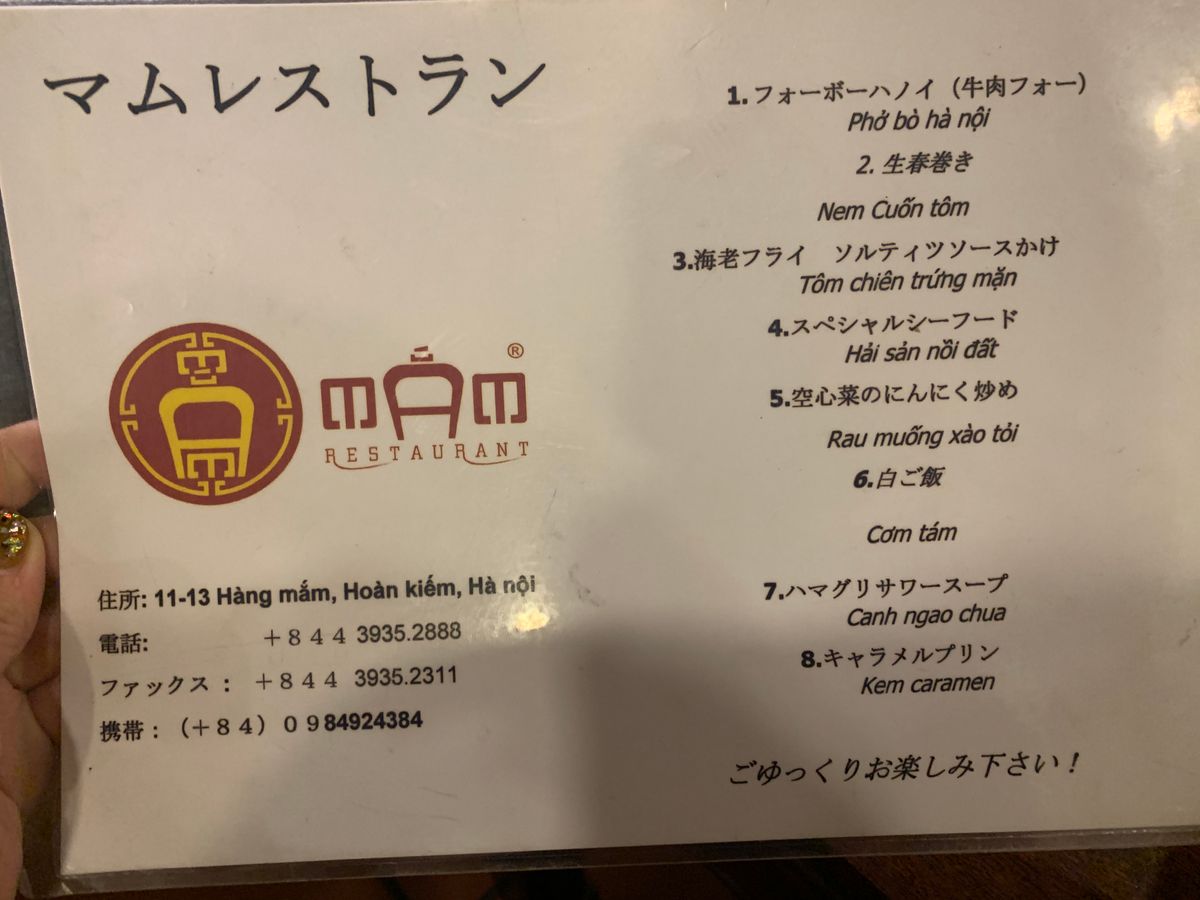 マムレストラン
MÂM®
RESTAURANT
住所: 11-13 Hàng mắm, Hoàn kiếm, Hà nội
電話: +８４４ 3935.2888
ファックス： +８４４ 3935.2311
携帯：（+８４）０９84924384
1.フォーボーハノイ（牛肉フォー）
Phở bò hà nội
2. 生春巻き
Nem Cuốn tôm
3.海老フライ　ソルティツソースかけ
Tôm chiên trứng mặn
4.スペシャルシーフード
Hải sản nồi đất
5.空心菜のにんにく炒め
Rau muống xào tỏi
6.白ご飯
Cơm tám
7.ハマグリサワースープ
Canh ngao chua
8.キャラメルプリン
Kem caramen
ごゆっくりお楽しみ下さい！